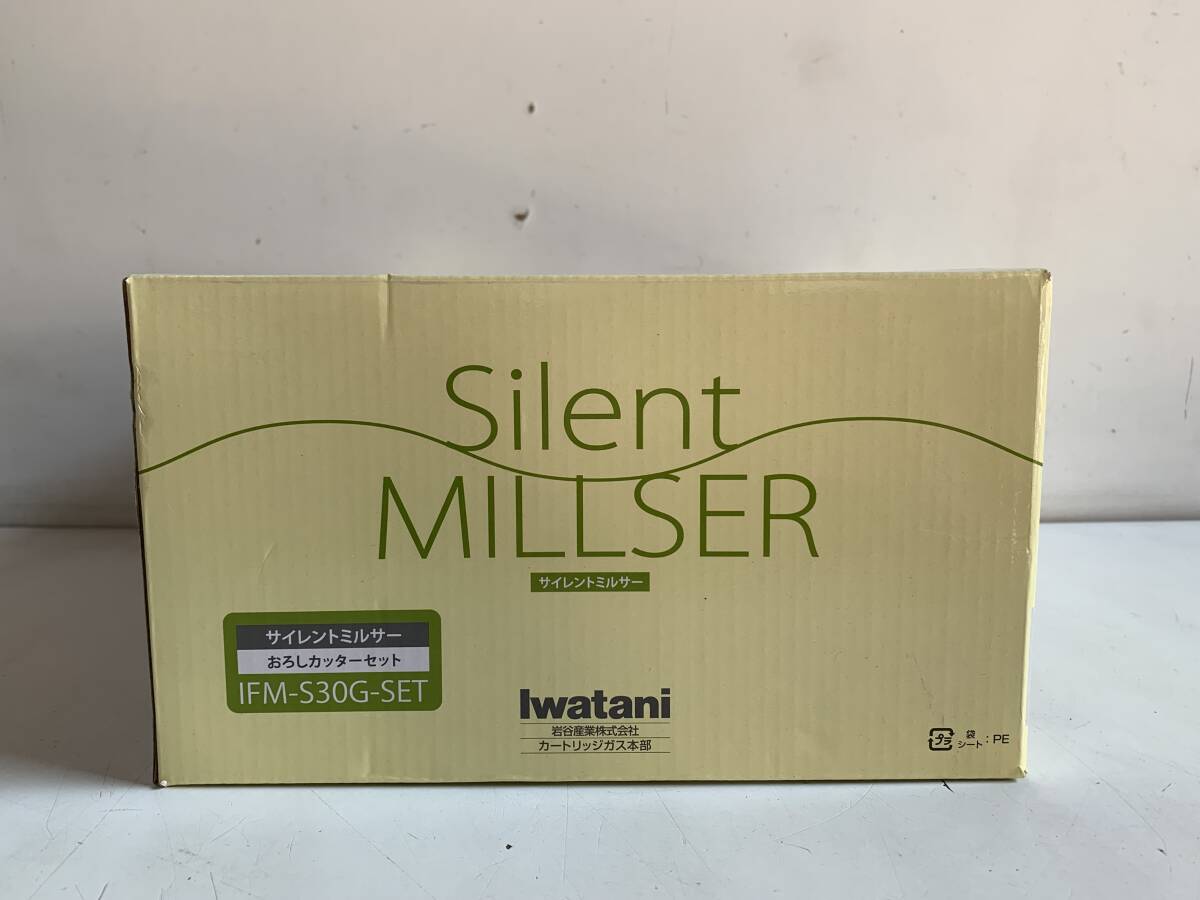 Silent
MILLSER
サイレントミルサー
サイレントミルサー
おろしカッターセット
IFM-S30G-SET
Iwatani
岩谷産業株式会社
カートリッジガス本部
プラ
袋
シート：PE